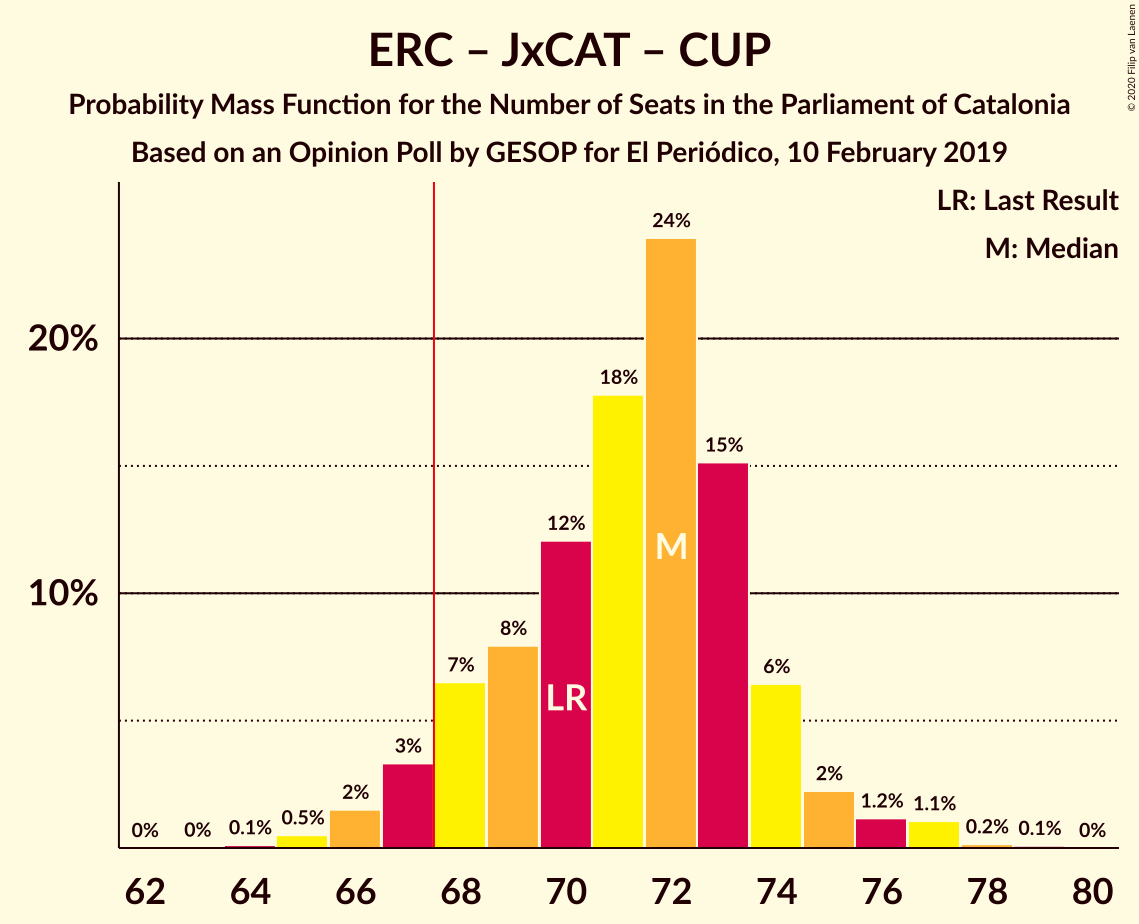 ERC – JxCAT – CUP
Probability Mass Function for the Number of Seats in the Parliament of Catalonia
Based on an Opinion Poll by GESOP for El Periódico, 10 February 2019
© 2020 Filip van Laenen
LR: Last Result
M: Median
24%
20%
18%
15%
M
12%
10%
8%
7%
6%
LR
3%
2%
2%
1.2%
1.1%
0.5%
0%
0%
0.1%
0.2%
0.1%
0%
62 64 66 68 70 72 74 76 78 80